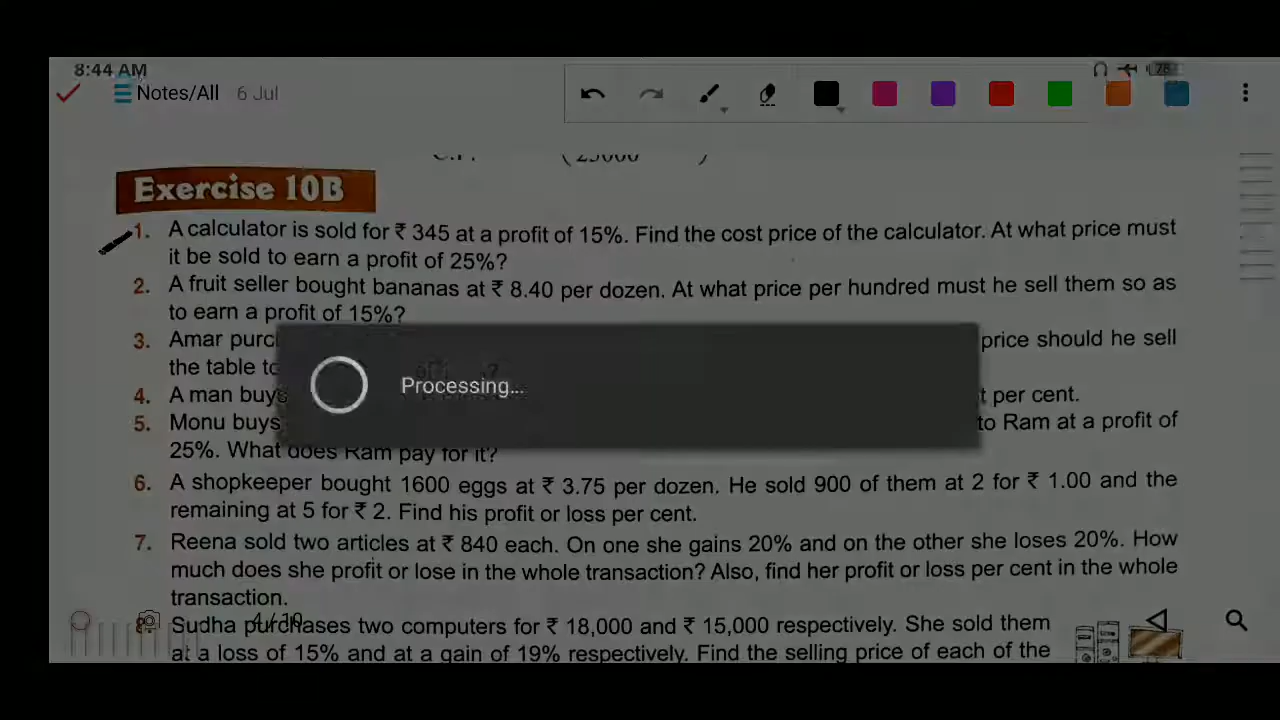 8:44 AM
78
Notes/All 6 Jul
Exercise 10B
1. A calculator is sold for ₹ 345 at a profit of 15%. Find the cost price of the calculator. At what price must
it be sold to earn a profit of 25%?
2. A fruit seller bought bananas at ₹ 8.40 per dozen. At what price per hundred must he sell them so as
to earn a profit of 15%?
3. Amar price should he sell
the table to
4. A man buys per cent.
5. Monu buys to Ram at a profit of
25%. What does Ram pay for it?
Processing...
6. A shopkeeper bought 1600 eggs at ₹ 3.75 per dozen. He sold 900 of them at 2 for ₹ 1.00 and the
remaining at 5 for ₹ 2. Find his profit or loss per cent.
7. Reena sold two articles at ₹ 840 each. On one she gains 20% and on the other she loses 20%. How
much does she profit or lose in the whole transaction? Also, find her profit or loss per cent in the whole
transaction.
4 / 10
8. Sudha purchases two computers for ₹ 18,000 and ₹ 15,000 respectively. She sold them
at a loss of 15% and at a gain of 19% respectively. Find the selling price of each of the